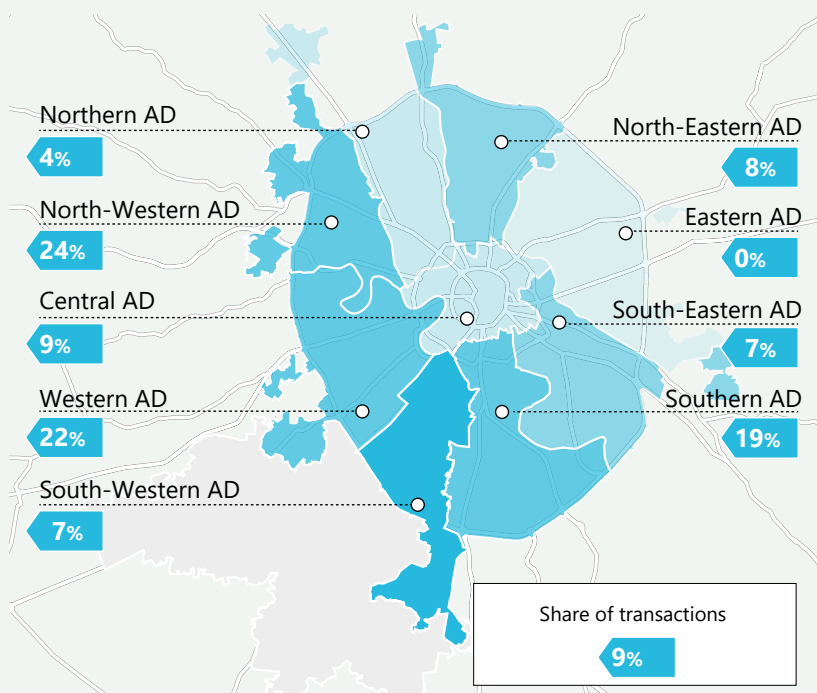 Northern AD
4%
North-Eastern AD
8%
North-Western AD
24%
Eastern AD
0%
Central AD
9%
South-Eastern AD
7%
Western AD
22%
Southern AD
19%
South-Western AD
7%
Share of transactions
9%